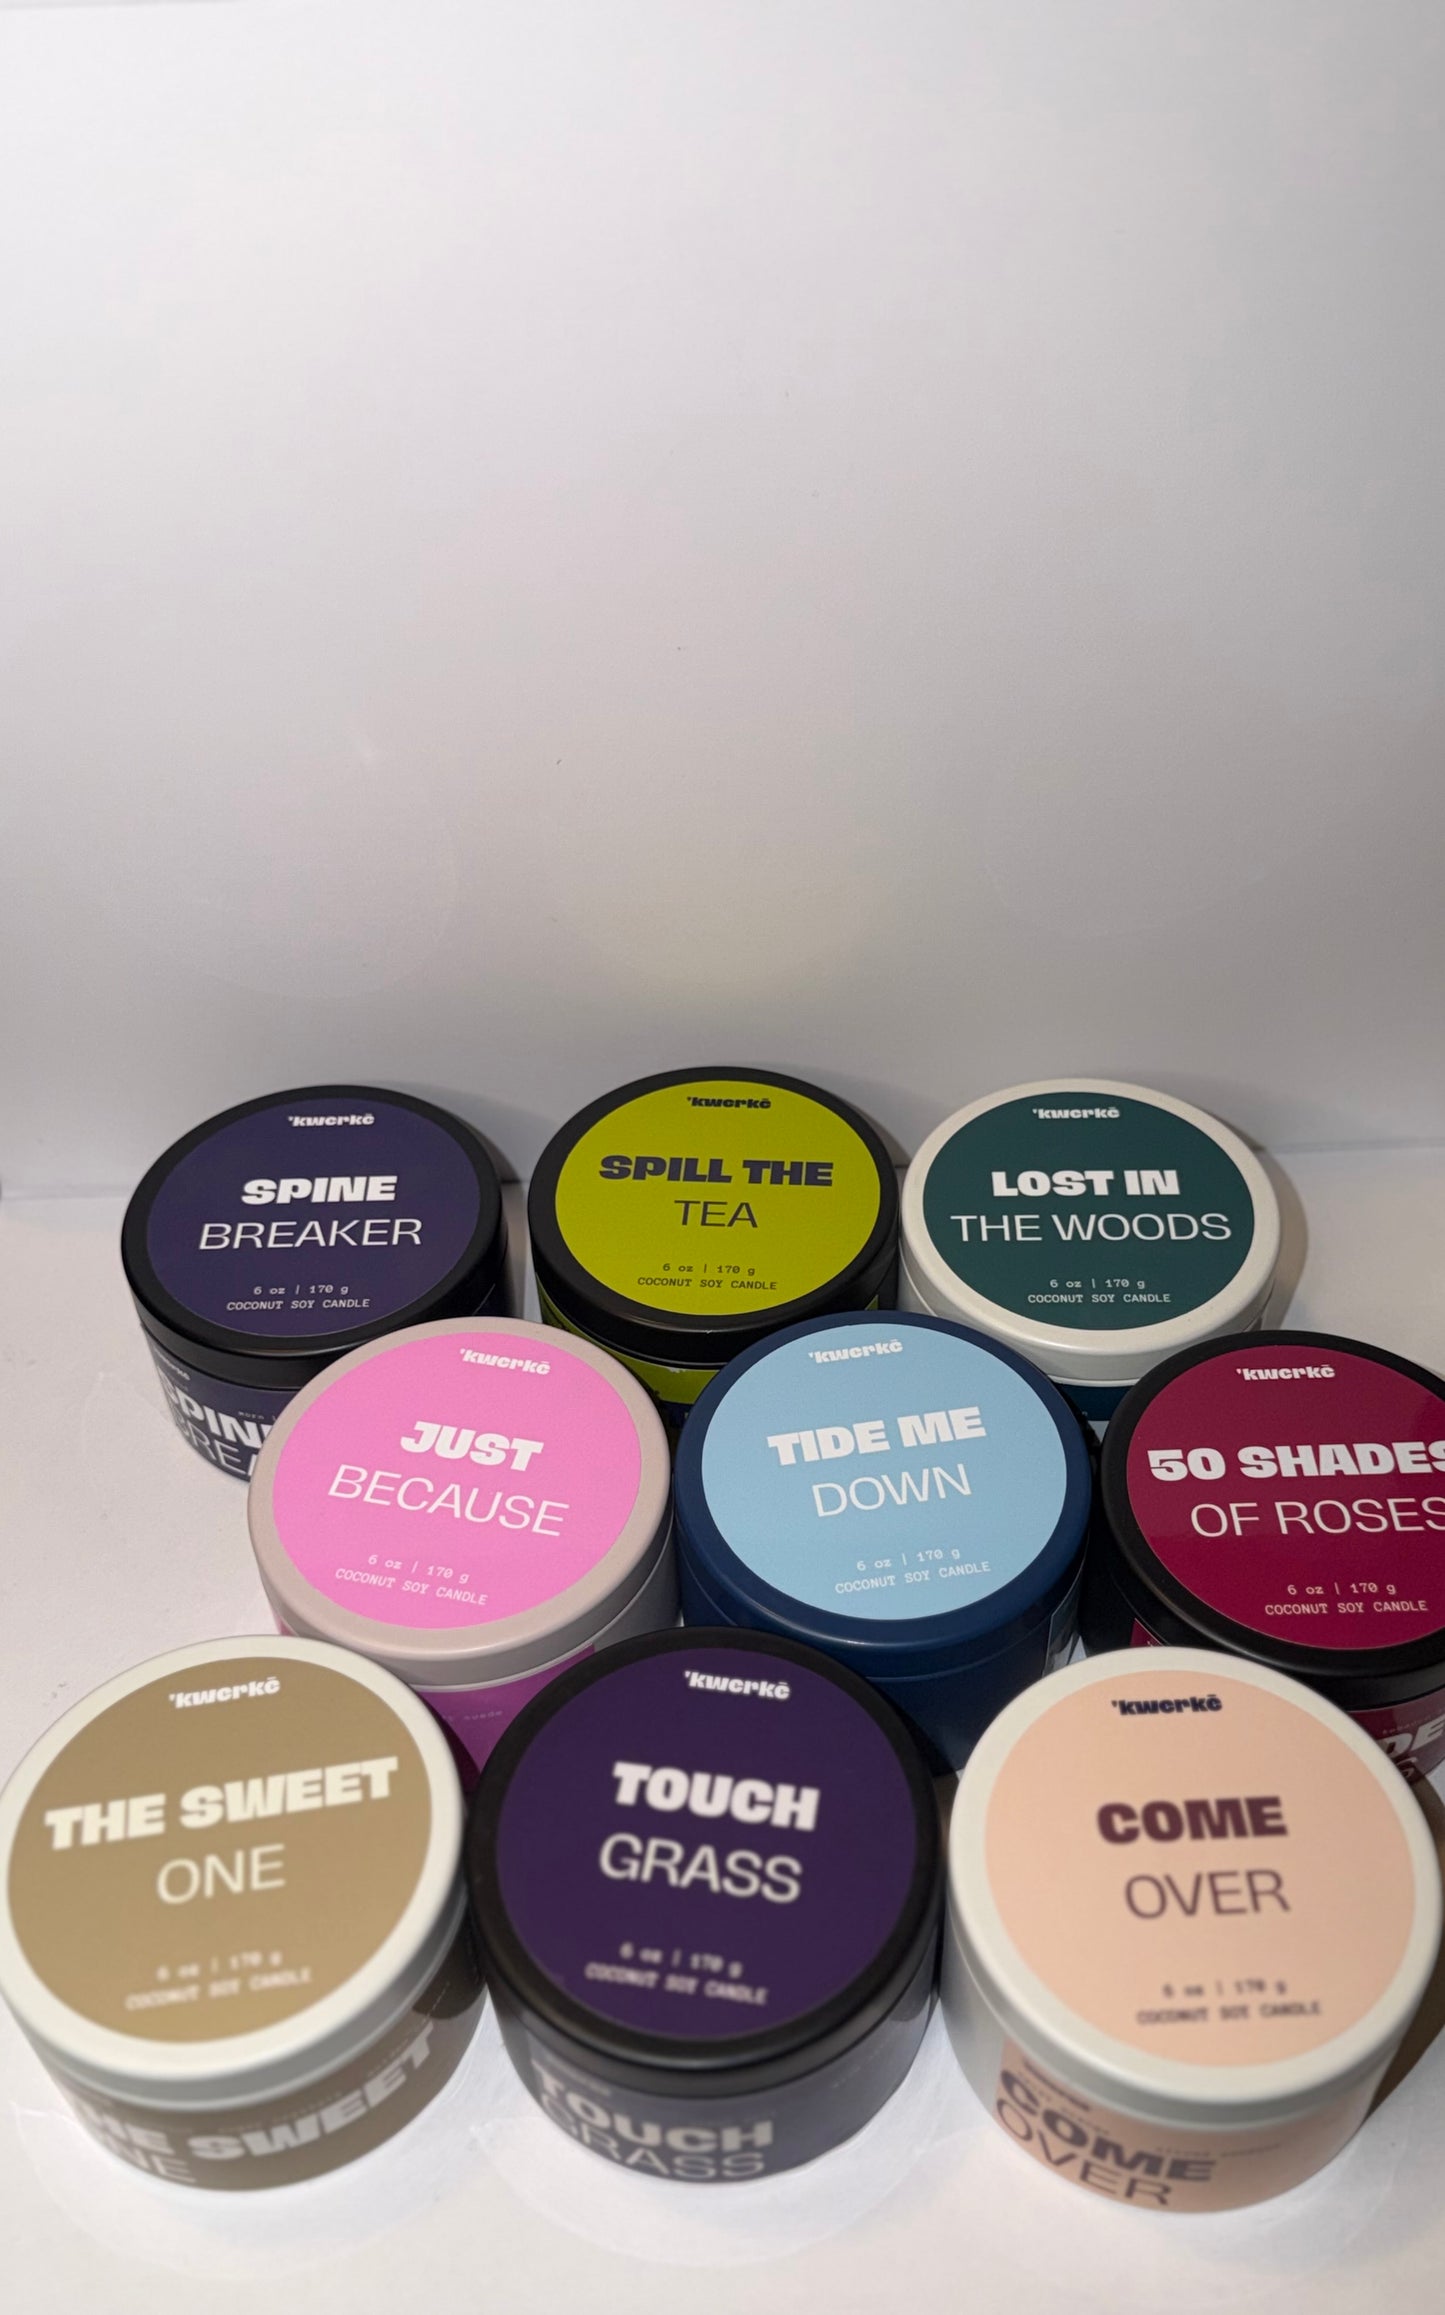 'kwerkē
SPINE
BREAKER
6 oz | 170 g
COCONUT SOY CANDLE
'kwerkē
SPILL THE
TEA
6 oz | 170 g
COCONUT SOY CANDLE
'kwerkē
LOST IN
THE WOODS
6 oz | 170 g
COCONUT SOY CANDLE
'kwerkē
JUST
BECAUSE
6 oz | 170 g
COCONUT SOY CANDLE
'kwerkē
TIDE ME
DOWN
6 oz | 170 g
COCONUT SOY CANDLE
'kwerkē
50 SHADES
OF ROSES
6 oz | 170 g
COCONUT SOY CANDLE
'kwerkē
THE SWEET
ONE
6 oz | 170 g
COCONUT SOY CANDLE
SWEET
'kwerkē
TOUCH
GRASS
6 oz | 170 g
COCONUT SOY CANDLE
TOUCH
GRASS
'kwerkē
COME
OVER
6 oz | 170 g
COCONUT SOY CANDLE
COME
OVER